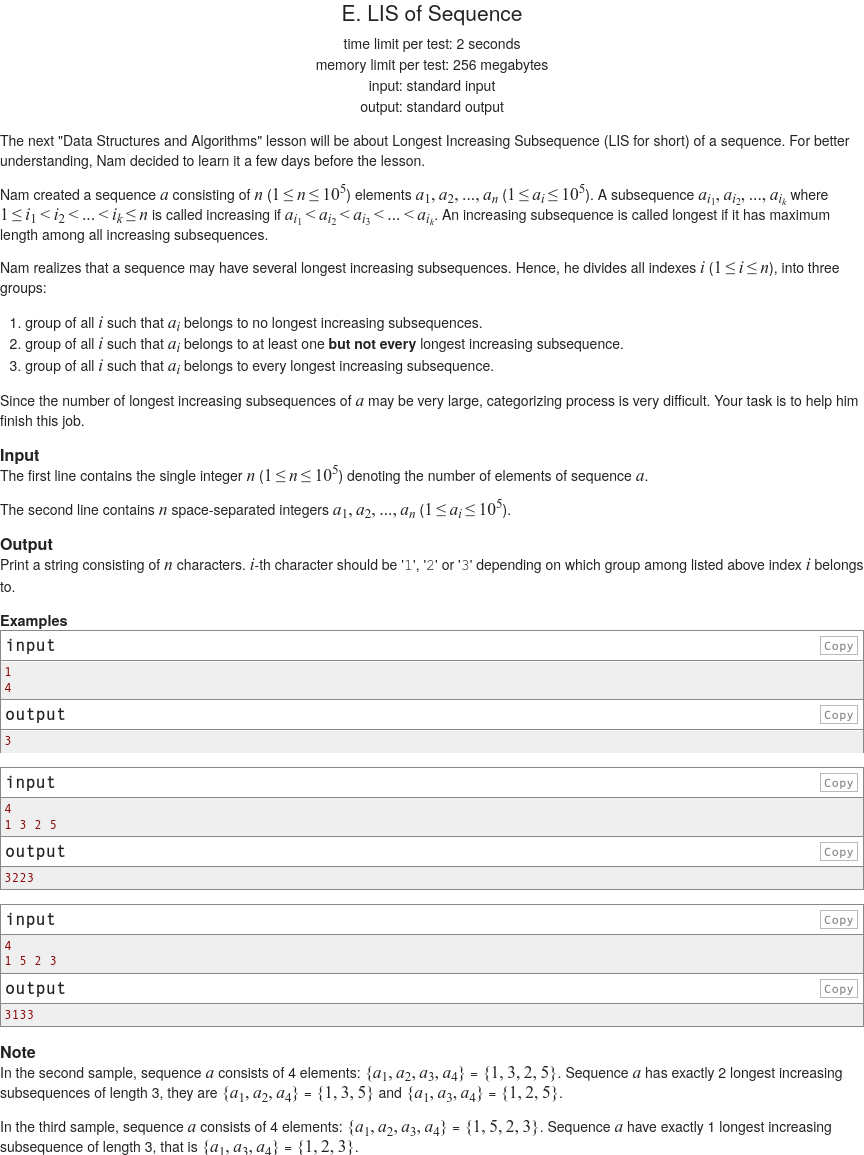 E. LIS of Sequence
time limit per test: 2 seconds
memory limit per test: 256 megabytes
input: standard input
output: standard output
The next "Data Structures and Algorithms" lesson will be about Longest Increasing Subsequence (LIS for short) of a sequence. For better
understanding, Nam decided to learn it a few days before the lesson.
Nam created a sequence a consisting of n (1 ≤ n ≤ 10^5) elements a_1, a_2, ..., a_n (1 ≤ a_i ≤ 10^5). A subsequence a_{i_1}, a_{i_2}, ..., a_{i_k} where
1 ≤ i_1 < i_2 < ... < i_k ≤ n is called increasing if a_{i_1} < a_{i_2} < a_{i_3} < ... < a_{i_k}. An increasing subsequence is called longest if it has maximum
length among all increasing subsequences.
Nam realizes that a sequence may have several longest increasing subsequences. Hence, he divides all indexes i (1 ≤ i ≤ n), into three
groups:
1. group of all i such that a_i belongs to no longest increasing subsequences.
2. group of all i such that a_i belongs to at least one but not every longest increasing subsequence.
3. group of all i such that a_i belongs to every longest increasing subsequence.
Since the number of longest increasing subsequences of a may be very large, categorizing process is very difficult. Your task is to help him
finish this job.
Input
The first line contains the single integer n (1 ≤ n ≤ 10^5) denoting the number of elements of sequence a.
The second line contains n space-separated integers a_1, a_2, ..., a_n (1 ≤ a_i ≤ 10^5).
Output
Print a string consisting of n characters. i-th character should be '1', '2' or '3' depending on which group among listed above index i belongs
to.
Examples
input Copy
1
4
output Copy
3
input Copy
4
1 3 2 5
output Copy
3223
input Copy
4
1 5 2 3
output Copy
3133
Note
In the second sample, sequence a consists of 4 elements: {a_1, a_2, a_3, a_4} = {1, 3, 2, 5}. Sequence a has exactly 2 longest increasing
subsequences of length 3, they are {a_1, a_2, a_4} = {1, 3, 5} and {a_1, a_3, a_4} = {1, 2, 5}.
In the third sample, sequence a consists of 4 elements: {a_1, a_2, a_3, a_4} = {1, 5, 2, 3}. Sequence a have exactly 1 longest increasing
subsequence of length 3, that is {a_1, a_3, a_4} = {1, 2, 3}.